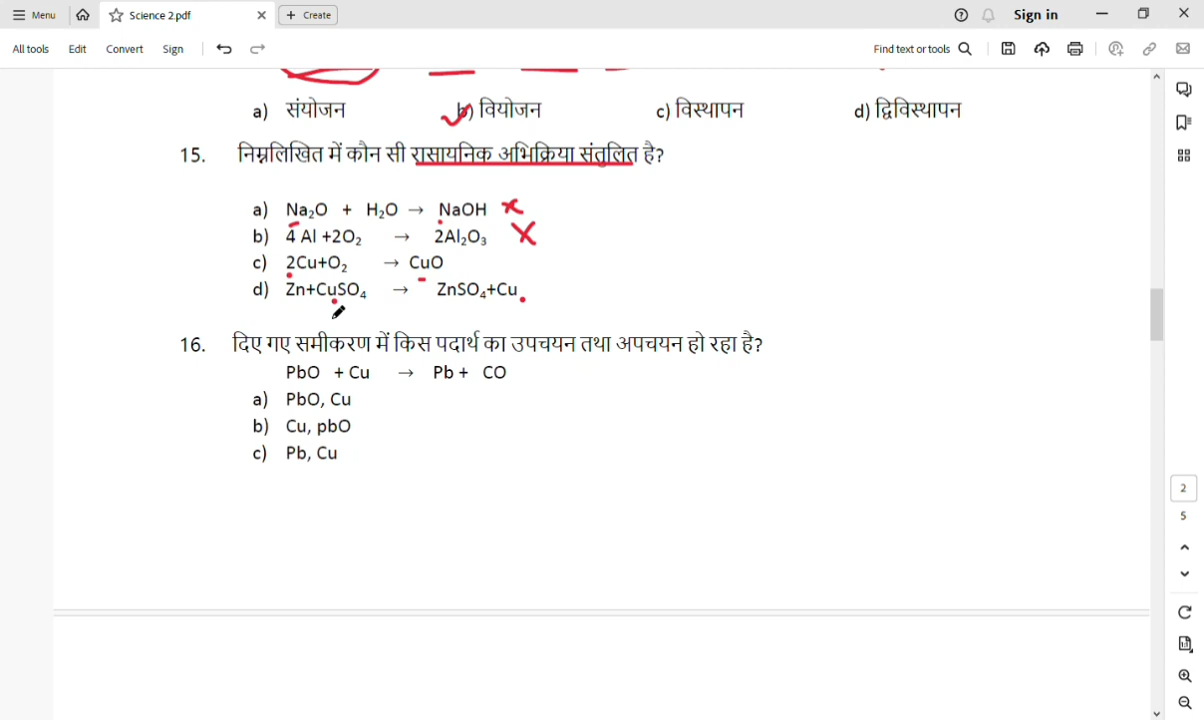 Menu Science 2.pdf + Create Sign in
All tools Edit Convert Sign Find text or tools
a) संयोजन b) वियोजन c) विस्थापन d) द्विविस्थापन
15. निम्नलिखित में कौन सी रासायनिक अभिक्रिया संतुलित है?
a) Na₂O + H₂O → NaOH
b) 4 Al +2O₂ → 2Al₂O₃
c) 2Cu+O₂ → CuO
d) Zn+CuSO₄ → ZnSO₄+Cu
16. दिए गए समीकरण में किस पदार्थ का उपचयन तथा अपचयन हो रहा है?
PbO + Cu → Pb + CO
a) PbO, Cu
b) Cu, pbO
c) Pb, Cu
2
5